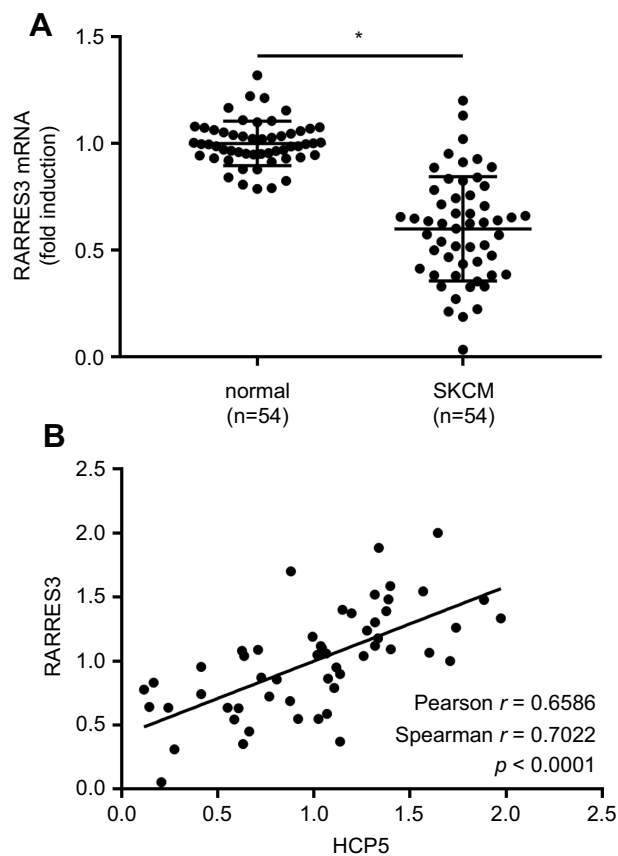 A
1.5
*
1.0
0.5
0.0
RARRES3 mRNA
(fold induction)
normal
(n=54)
SKCM
(n=54)
B
2.5
2.0
1.5
1.0
0.5
0.0
RARRES3
Pearson r = 0.6586
Spearman r = 0.7022
p < 0.0001
0.0 0.5 1.0 1.5 2.0 2.5
HCP5